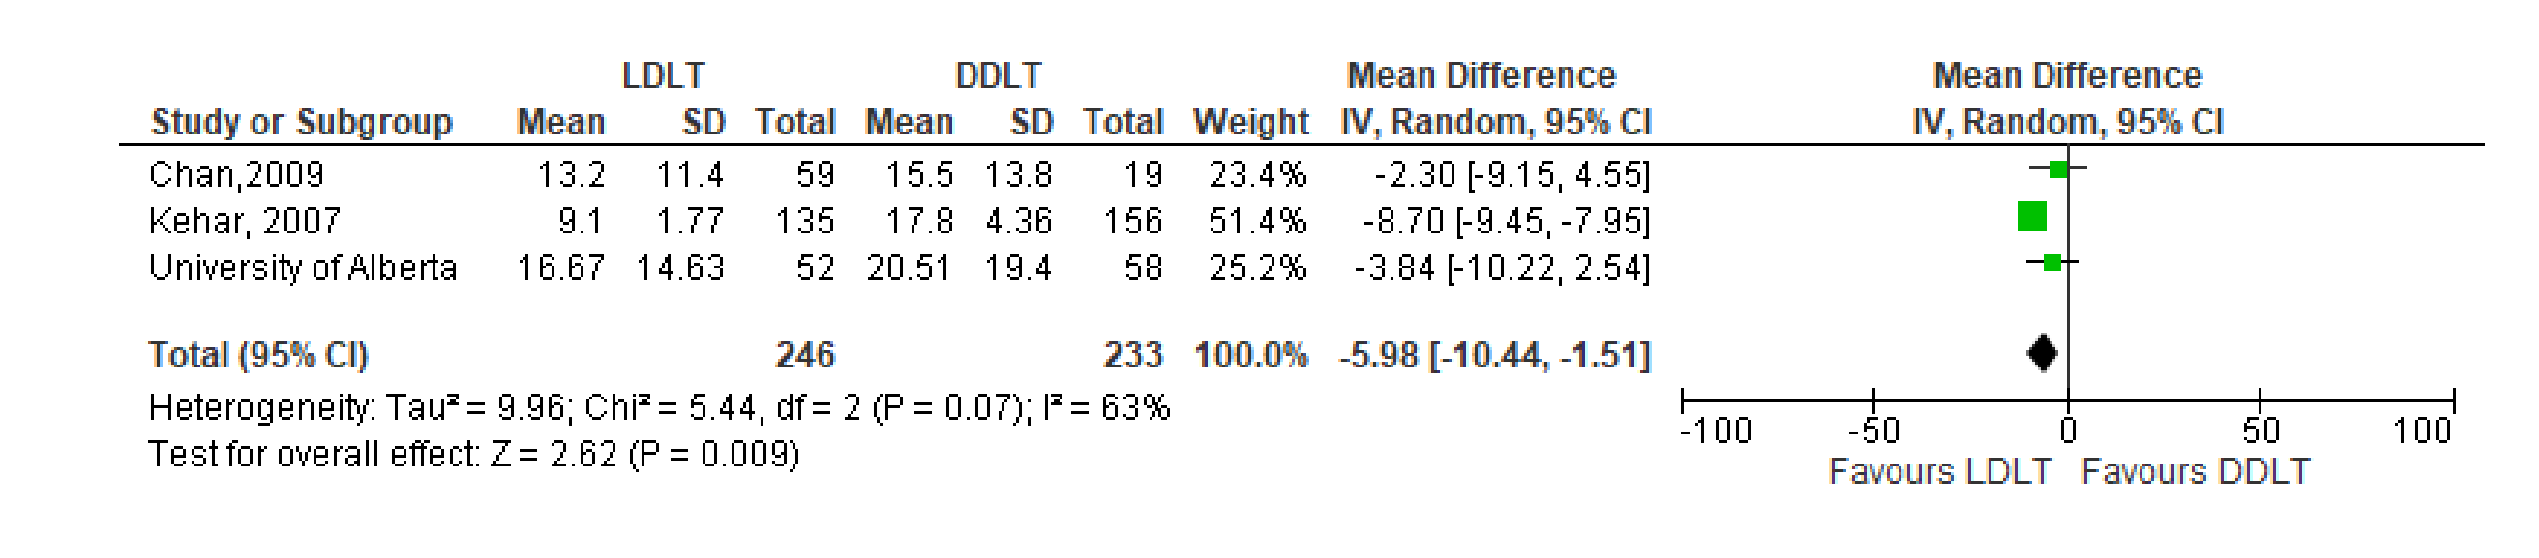 LDLT DDLT Mean Difference Mean Difference
Study or Subgroup Mean SD Total Mean SD Total Weight IV, Random, 95% CI IV, Random, 95% CI
Chan,2009 13.2 11.4 59 15.5 13.8 19 23.4% -2.30 [-9.15, 4.55]
Kehar, 2007 9.1 1.77 135 17.8 4.36 156 51.4% -8.70 [-9.45, -7.95]
University of Alberta 16.67 14.63 52 20.51 19.4 58 25.2% -3.84 [-10.22, 2.54]
Total (95% CI) 246 233 100.0% -5.98 [-10.44, -1.51]
Heterogeneity: Tau² = 9.96; Chi² = 5.44, df = 2 (P = 0.07); I² = 63%
Test for overall effect: Z = 2.62 (P = 0.009)
-100 -50 0 50 100
Favours LDLT Favours DDLT